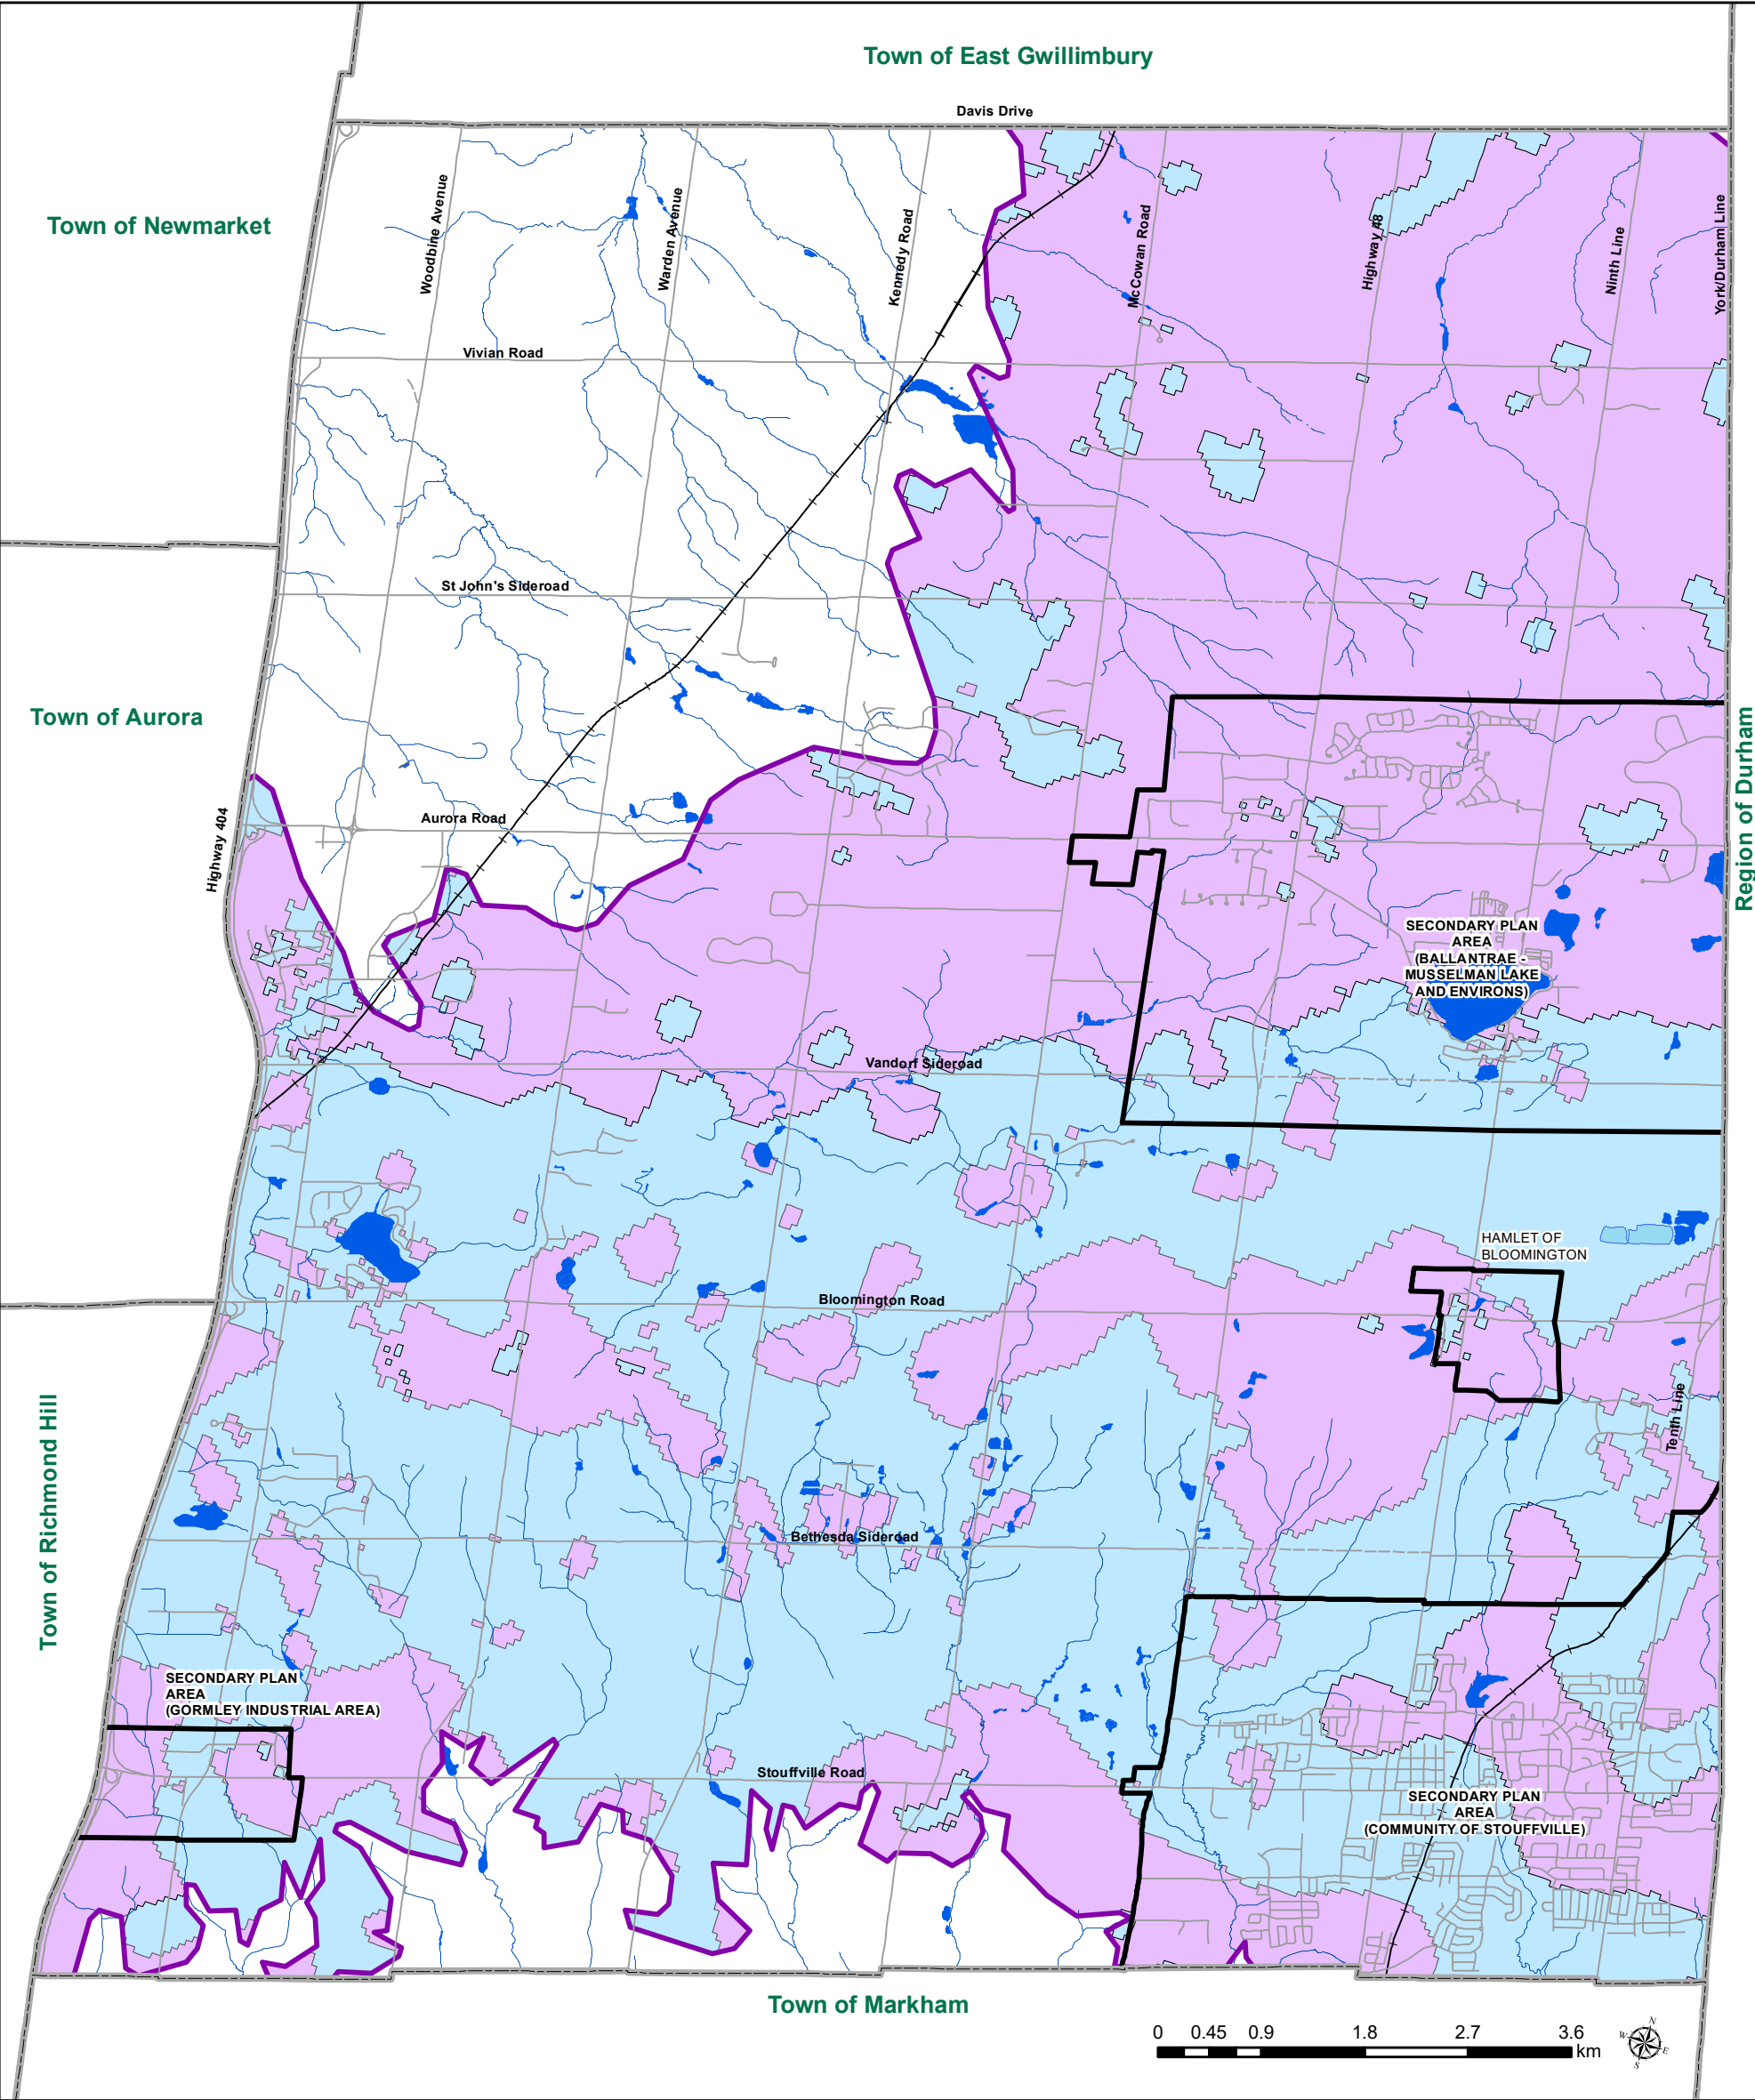 Town of East Gwillimbury
Davis Drive
Town of Newmarket
Woodbine Avenue
Warden Avenue
Kennedy Road
McCowan Road
Highway 48
Ninth Line
York/Durham Line
Vivian Road
St John's Sideroad
Town of Aurora
Region of Durham
Highway 404
Aurora Road
SECONDARY PLAN
AREA
(BALLANTRAE -
MUSSELMAN LAKE
AND ENVIRONS)
Vandorf Sideroad
HAMLET OF
BLOOMINGTON
Bloomington Road
Town of Richmond Hill
Tenth Line
Bethesda Sideroad
SECONDARY PLAN
AREA
(GORMLEY INDUSTRIAL AREA)
Stouffville Road
SECONDARY PLAN
AREA
(COMMUNITY OF STOUFFVILLE)
Town of Markham
0 0.45 0.9 1.8 2.7 3.6
km
N
W
E
S